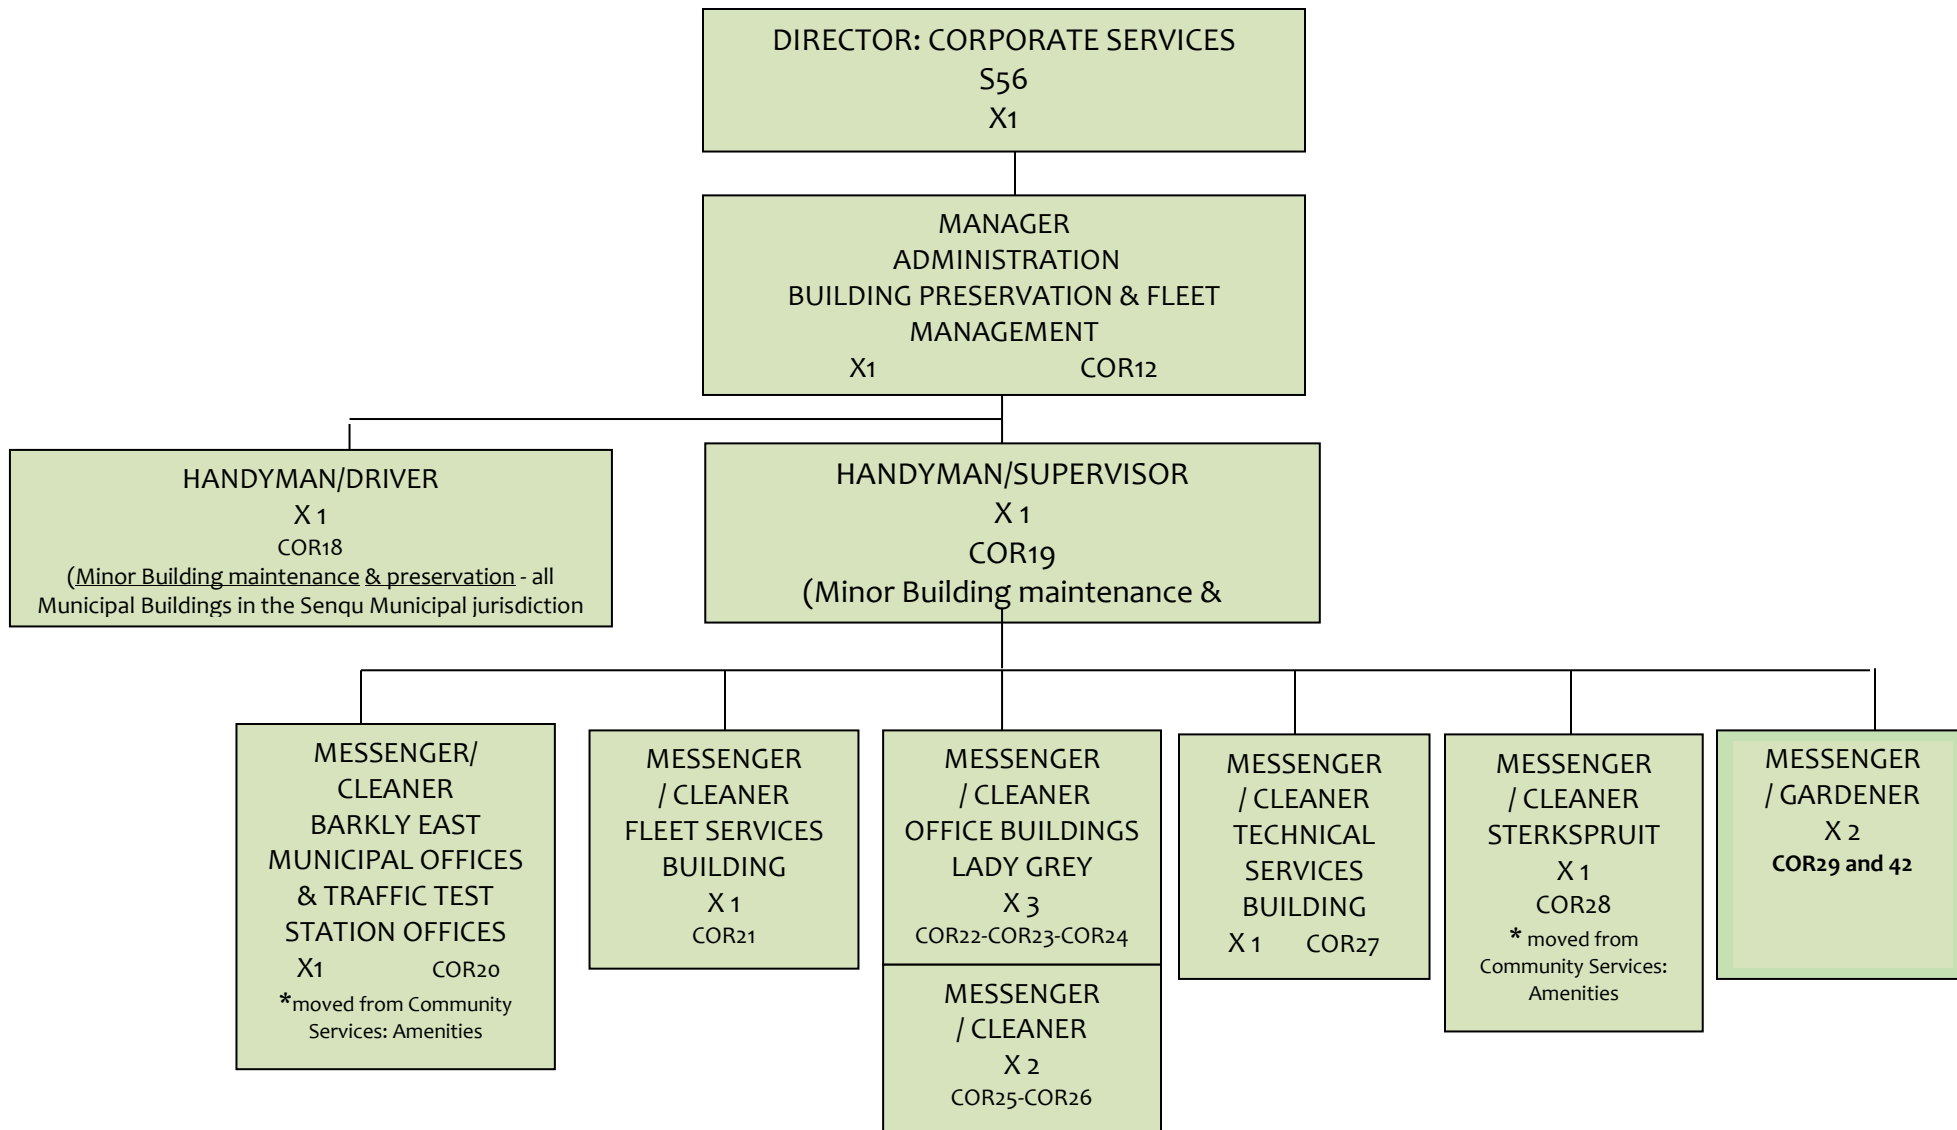 DIRECTOR: CORPORATE SERVICES
S56
X1
MANAGER
ADMINISTRATION
BUILDING PRESERVATION & FLEET
MANAGEMENT
X1 COR12
HANDYMAN/DRIVER
X 1
COR18
(Minor Building maintenance & preservation - all
Municipal Buildings in the Senqu Municipal jurisdiction
HANDYMAN/SUPERVISOR
X 1
COR19
(Minor Building maintenance &
MESSENGER/
CLEANER
BARKLY EAST
MUNICIPAL OFFICES
& TRAFFIC TEST
STATION OFFICES
X1 COR20
*moved from Community
Services: Amenities
MESSENGER
/ CLEANER
FLEET SERVICES
BUILDING
X 1
COR21
MESSENGER
/ CLEANER
OFFICE BUILDINGS
LADY GREY
X 3
COR22-COR23-COR24
MESSENGER
/ CLEANER
X 2
COR25-COR26
MESSENGER
/ CLEANER
TECHNICAL
SERVICES
BUILDING
X 1 COR27
MESSENGER
/ CLEANER
STERKSPRUIT
X 1
COR28
* moved from
Community Services:
Amenities
MESSENGER
/ GARDENER
X 2
COR29 and 42